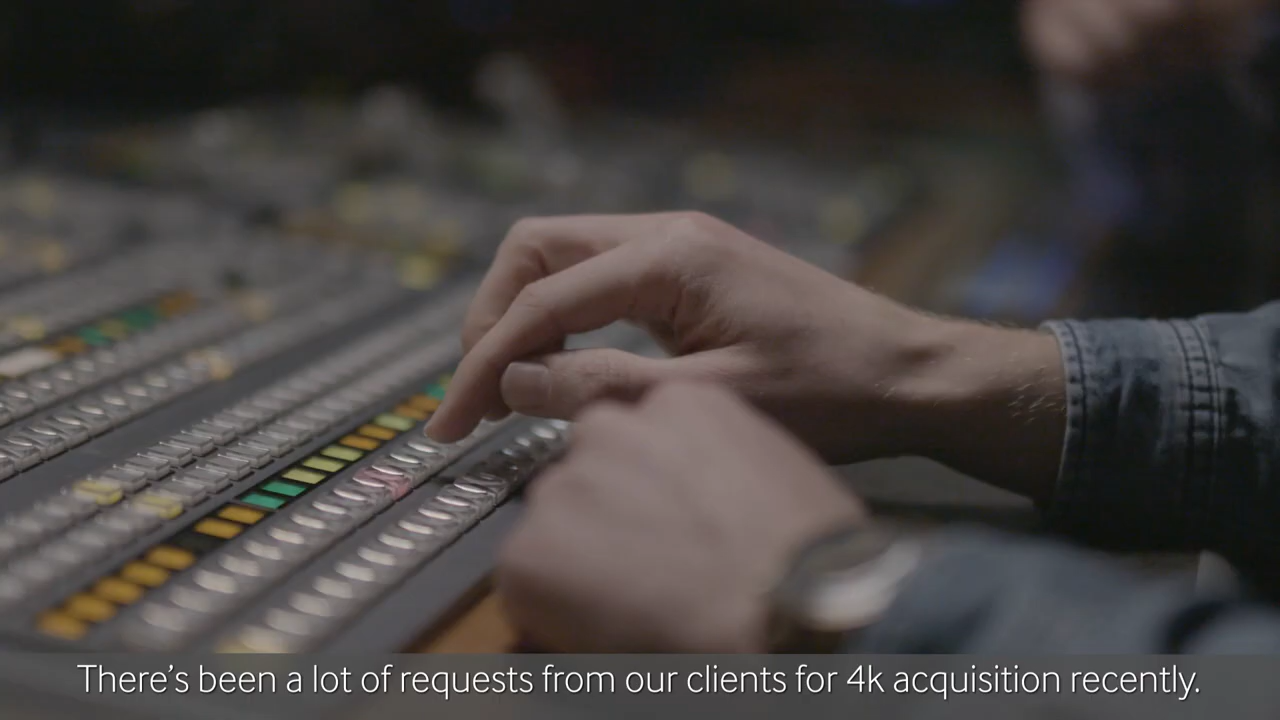 There’s been a lot of requests from our clients for 4k acquisition recently.